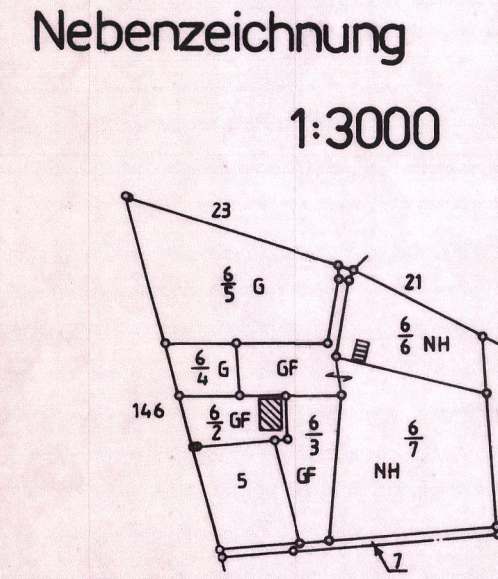 Nebenzeichnung
1:3000
23
21
6/5 G
6/6 NH
6/4 G
GF
146
6/2 GF
6/3
GF
6/7
NH
5
7